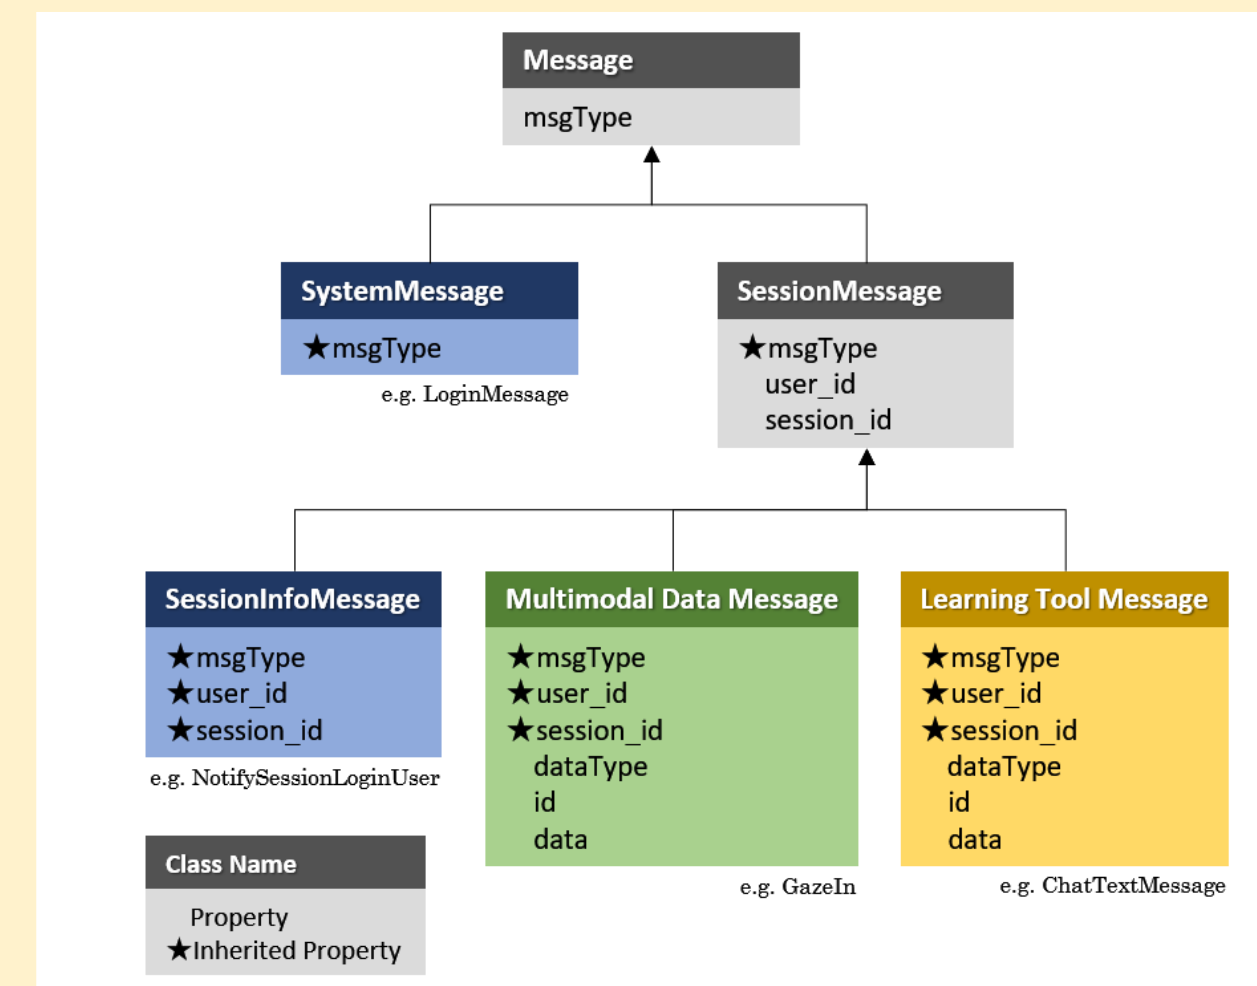 Message
msgType
SystemMessage
★msgType
e.g. LoginMessage
SessionMessage
★msgType
user_id
session_id
SessionInfoMessage
★msgType
★user_id
★session_id
e.g. NotifySessionLoginUser
Multimodal Data Message
★msgType
★user_id
★session_id
dataType
id
data
e.g. GazeIn
Learning Tool Message
★msgType
★user_id
★session_id
dataType
id
data
e.g. ChatTextMessage
Class Name
Property
★Inherited Property